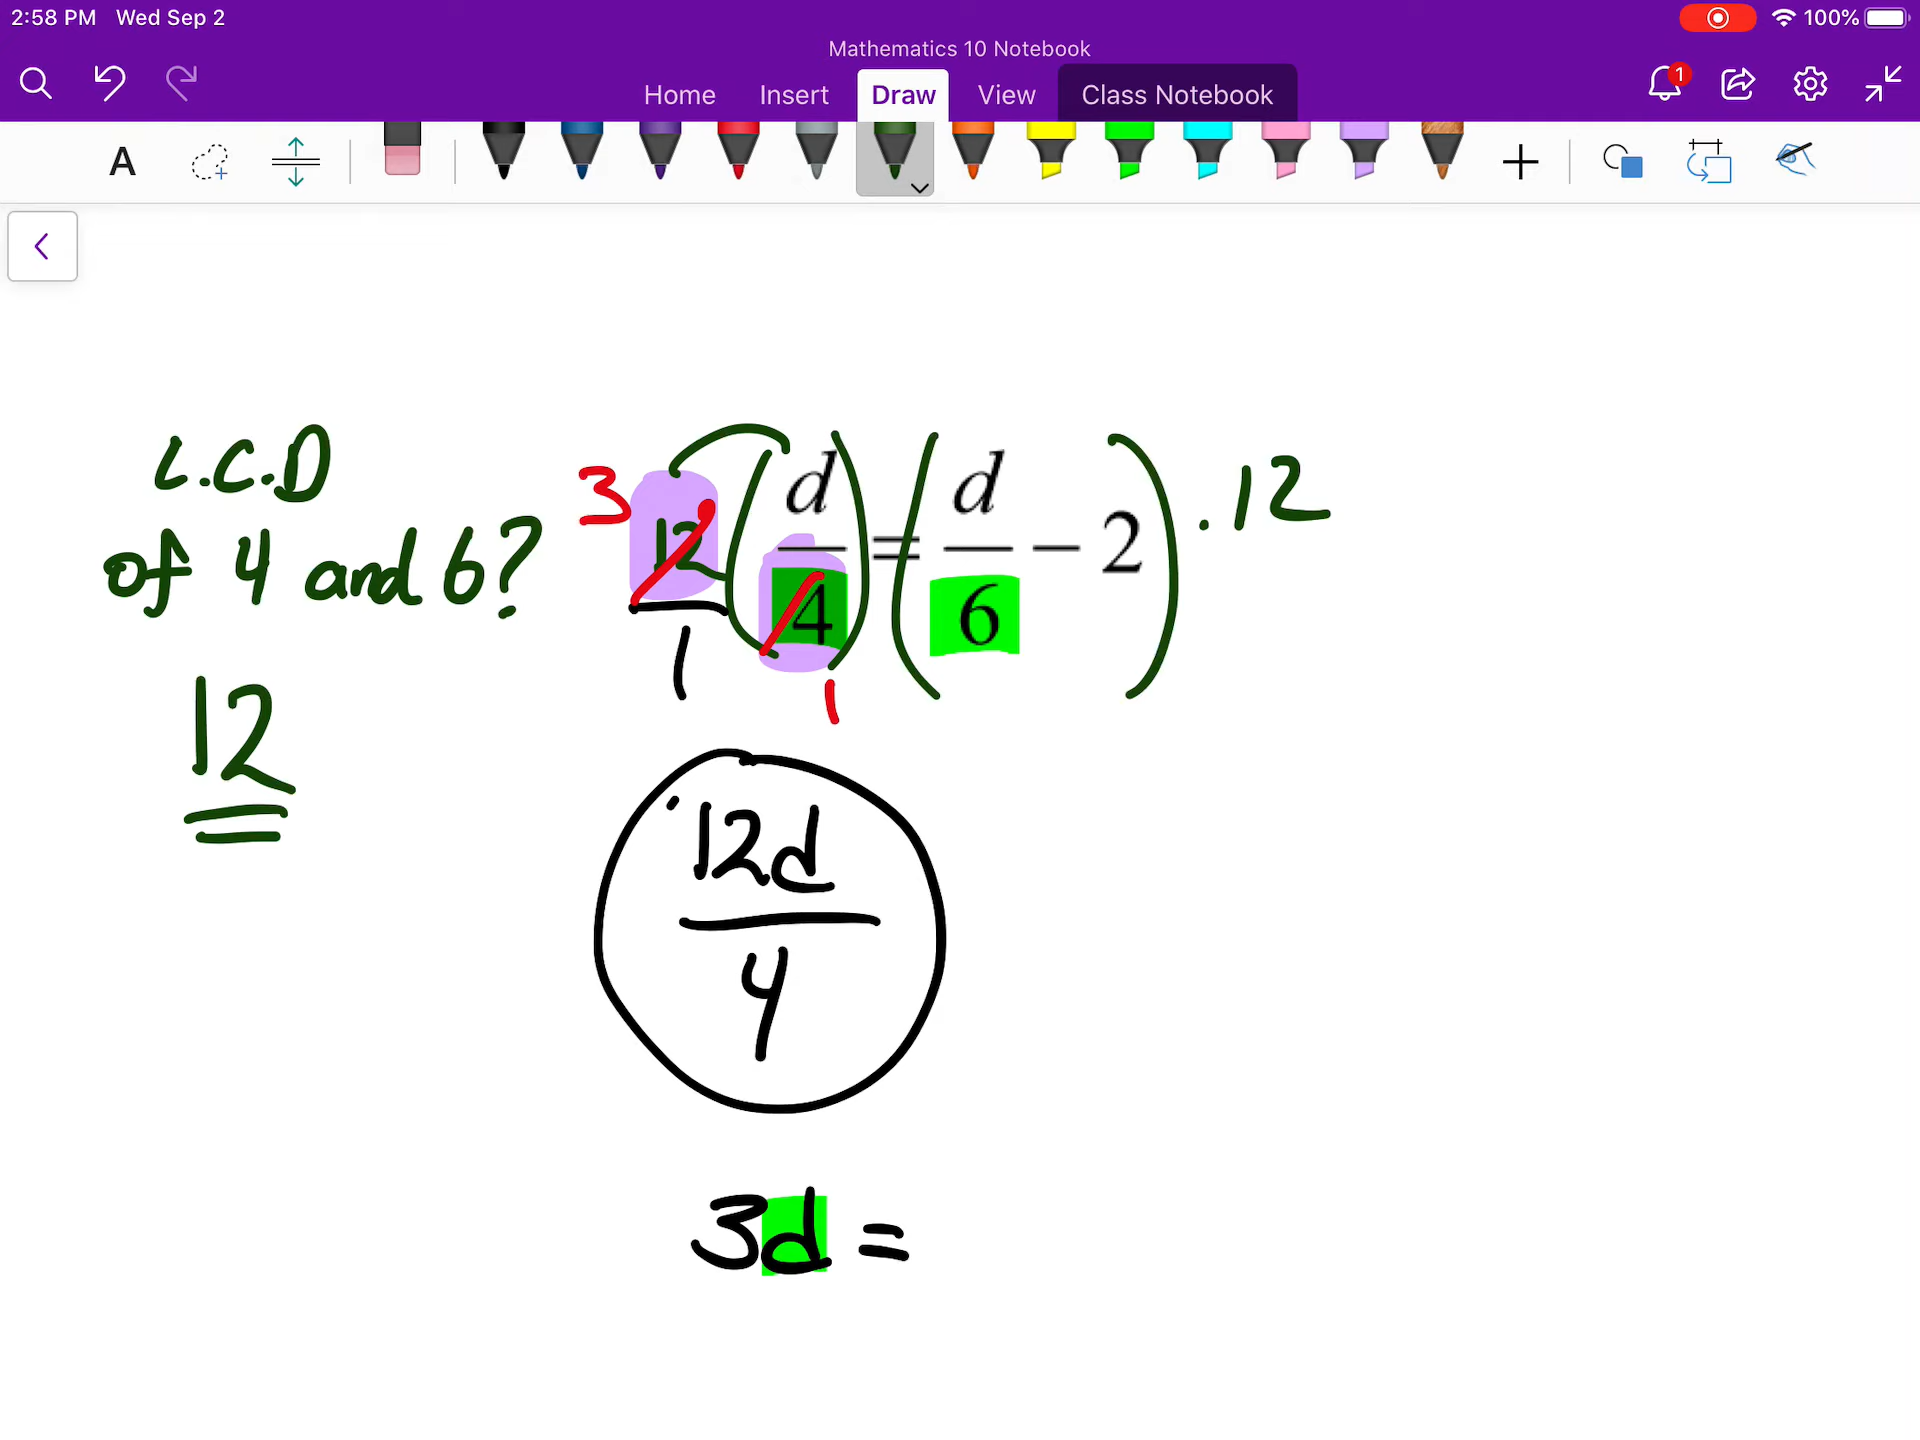 2:58 PM Wed Sep 2
100%
Mathematics 10 Notebook
Home Insert Draw View Class Notebook
1
A
L.C.D
of 4 and 6?
12
3 12/1 (d/4) = (d/6 − 2) . 12
1
12d
4
3d =